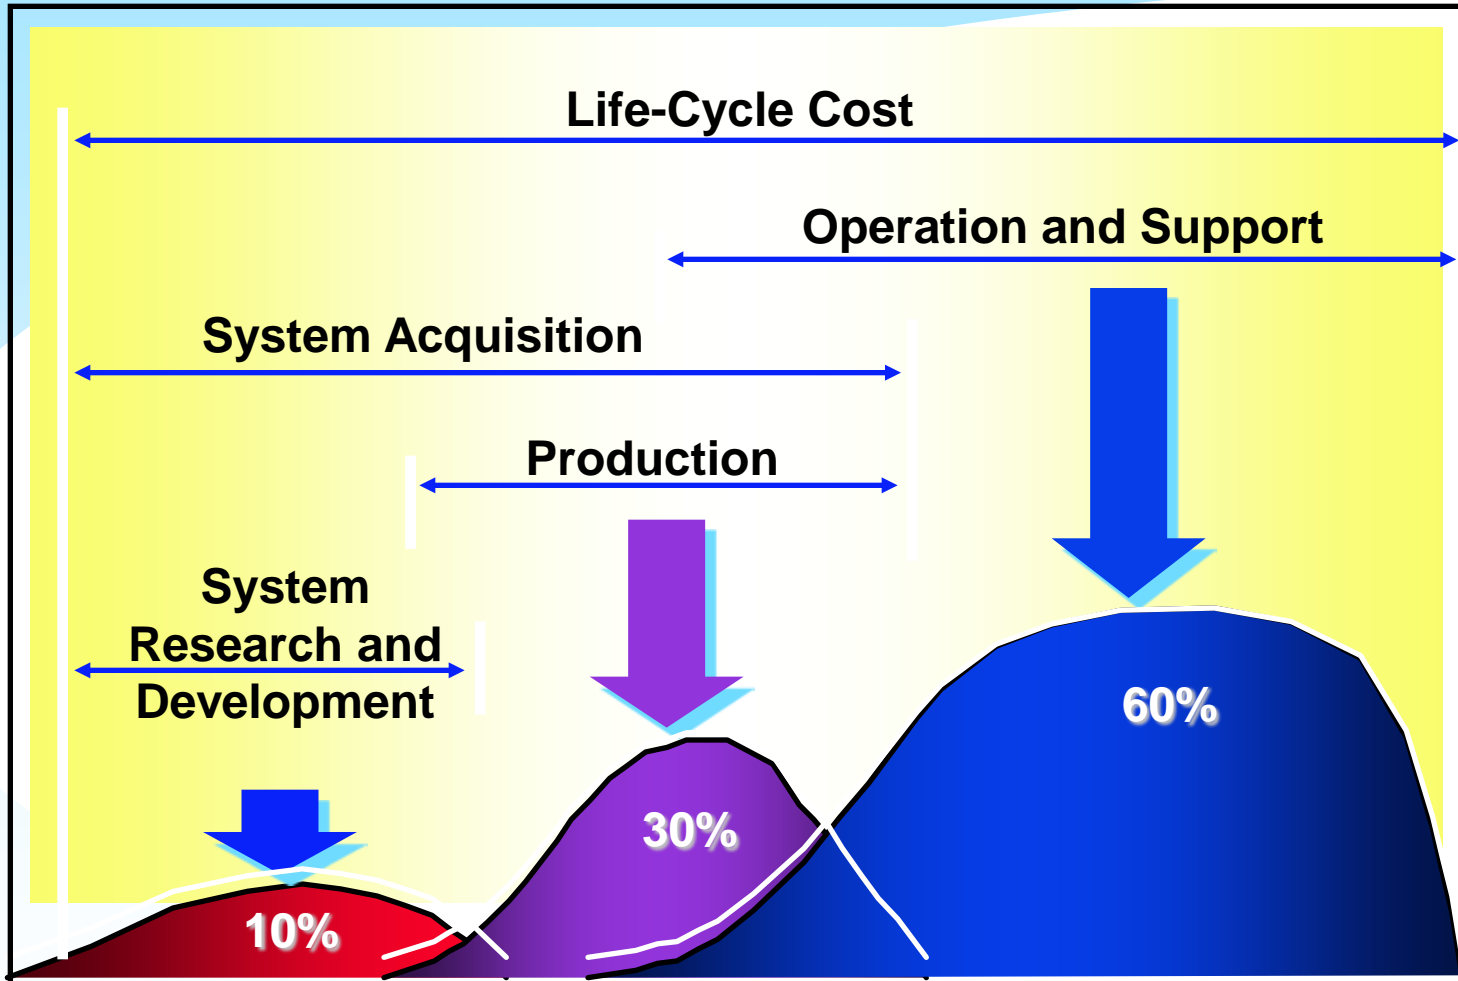 Life-Cycle Cost
Operation and Support
System Acquisition
Production
System
Research and
Development
60%
30%
10%